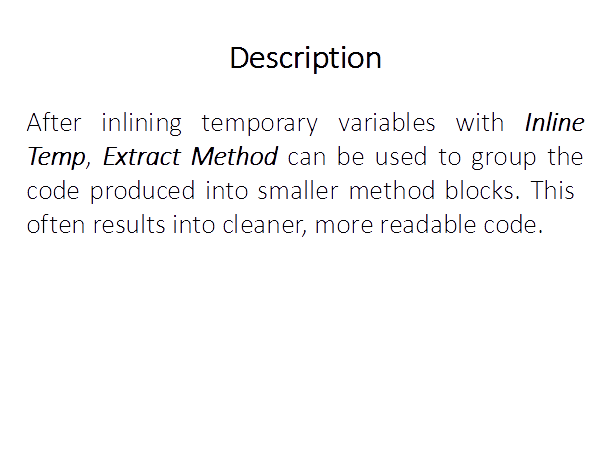 Description
After inlining temporary variables with Inline
Temp, Extract Method can be used to group the
code produced into smaller method blocks. This
often results into cleaner, more readable code.